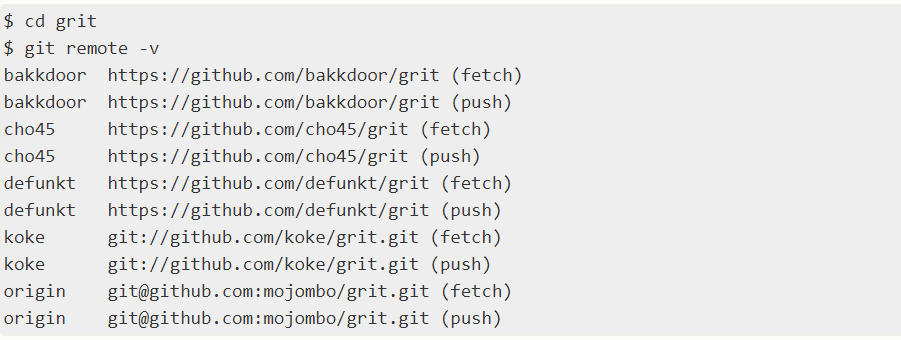 $ cd grit
$ git remote -v
bakkdoor  https://github.com/bakkdoor/grit (fetch)
bakkdoor  https://github.com/bakkdoor/grit (push)
cho45     https://github.com/cho45/grit (fetch)
cho45     https://github.com/cho45/grit (push)
defunkt   https://github.com/defunkt/grit (fetch)
defunkt   https://github.com/defunkt/grit (push)
koke      git://github.com/koke/grit.git (fetch)
koke      git://github.com/koke/grit.git (push)
origin    git@github.com:mojombo/grit.git (fetch)
origin    git@github.com:mojombo/grit.git (push)